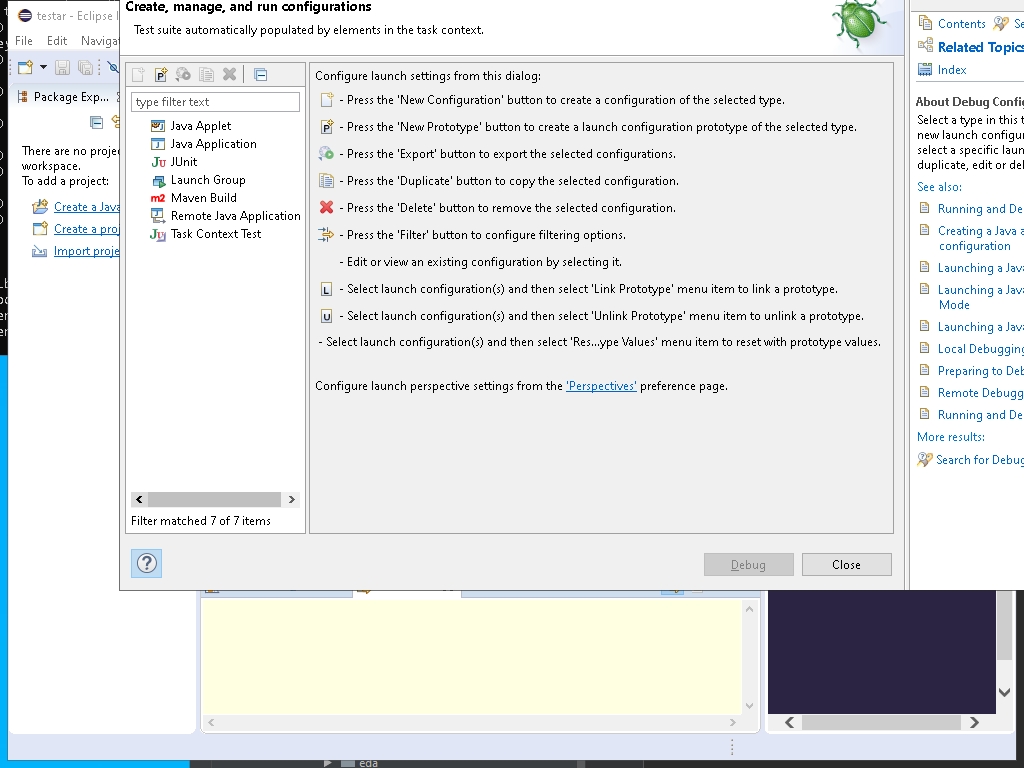 Create, manage, and run configurations
Test suite automatically populated by elements in the task context.
testar - Eclipse
File Edit Navigat
Package Exp...
There are no projec
workspace.
To add a project:
Create a Java
Create a proj
Import proje
type filter text
Java Applet
Java Application
JUnit
Launch Group
m2 Maven Build
Remote Java Application
Task Context Test
Filter matched 7 of 7 items
Configure launch settings from this dialog:
- Press the 'New Configuration' button to create a configuration of the selected type.
- Press the 'New Prototype' button to create a launch configuration prototype of the selected type.
- Press the 'Export' button to export the selected configurations.
- Press the 'Duplicate' button to copy the selected configuration.
- Press the 'Delete' button to remove the selected configuration.
- Press the 'Filter' button to configure filtering options.
- Edit or view an existing configuration by selecting it.
L - Select launch configuration(s) and then select 'Link Prototype' menu item to link a prototype.
U - Select launch configuration(s) and then select 'Unlink Prototype' menu item to unlink a prototype.
- Select launch configuration(s) and then select 'Res...ype Values' menu item to reset with prototype values.
Configure launch perspective settings from the 'Perspectives' preference page.
?
Debug
Close
Contents Se
Related Topics
Index
About Debug Config
Select a type in this t
new launch configur
select a specific laun
duplicate, edit or del
See also:
Running and De
Creating a Java a
configuration
Launching a Java
Launching a Java
Mode
Launching a Java
Local Debugging
Preparing to Deb
Remote Debugg
Running and De
More results:
Search for Debug
eda